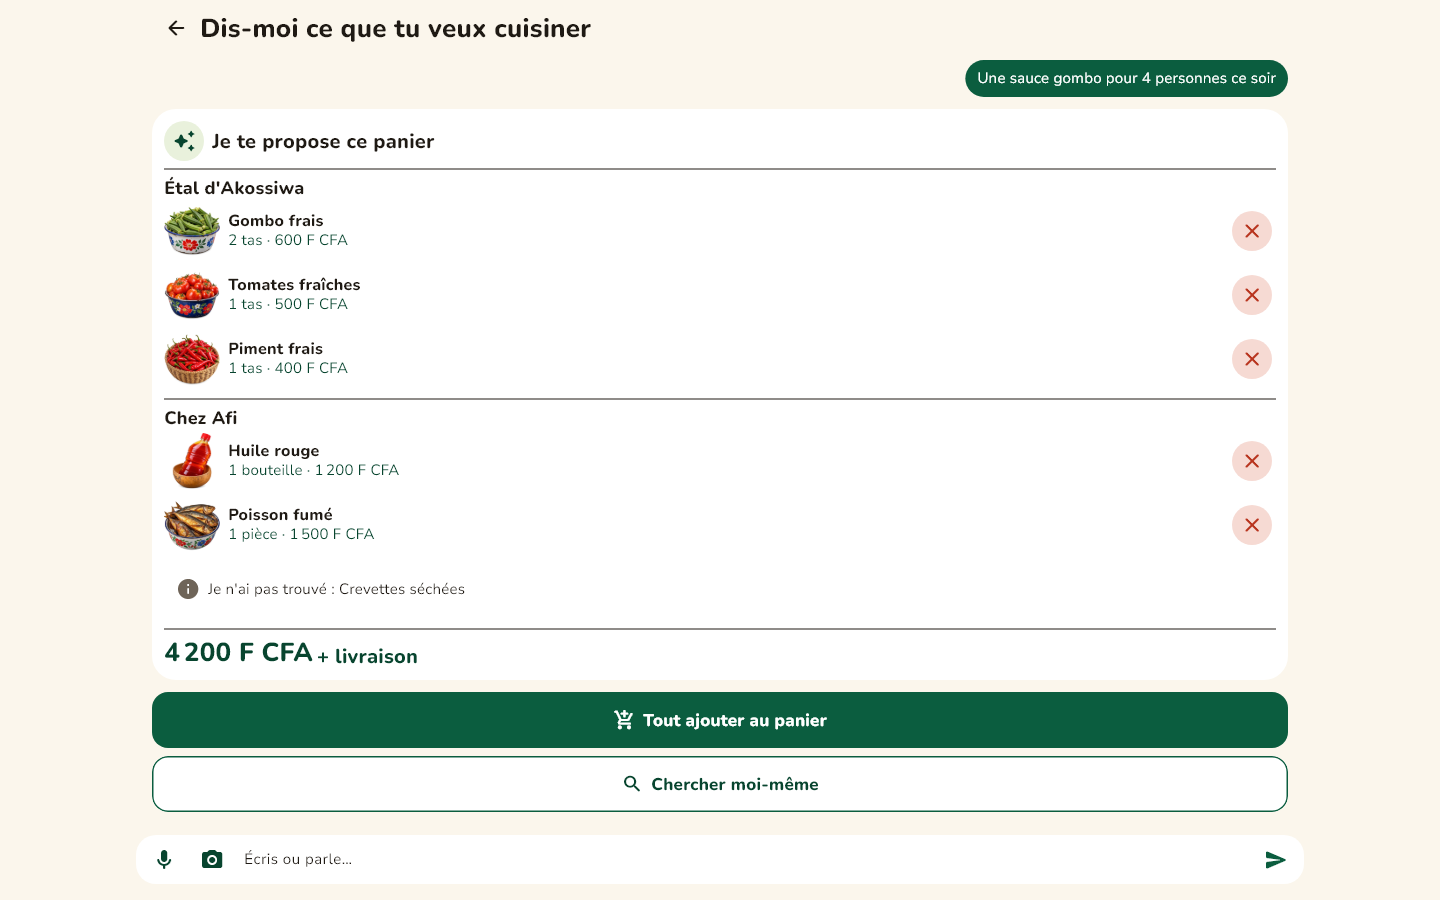 Dis-moi ce que tu veux cuisiner
Une sauce gombo pour 4 personnes ce soir
Je te propose ce panier
Étal d'Akossiwa
Gombo frais
2 tas · 600 F CFA
Tomates fraîches
1 tas · 500 F CFA
Piment frais
1 tas · 400 F CFA
Chez Afi
Huile rouge
1 bouteille · 1 200 F CFA
Poisson fumé
1 pièce · 1 500 F CFA
Je n'ai pas trouvé : Crevettes séchées
4 200 F CFA + livraison
Tout ajouter au panier
Chercher moi-même
Écris ou parle...